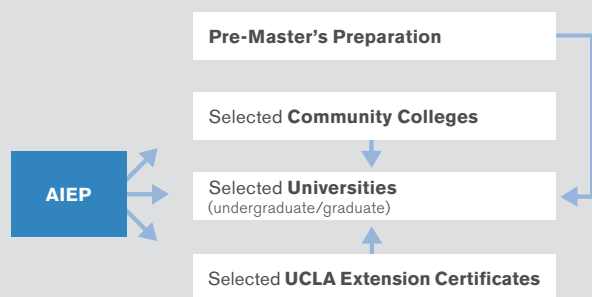 Pre-Master's Preparation
Selected Community Colleges
AIEP
Selected Universities
(undergraduate/graduate)
Selected UCLA Extension Certificates